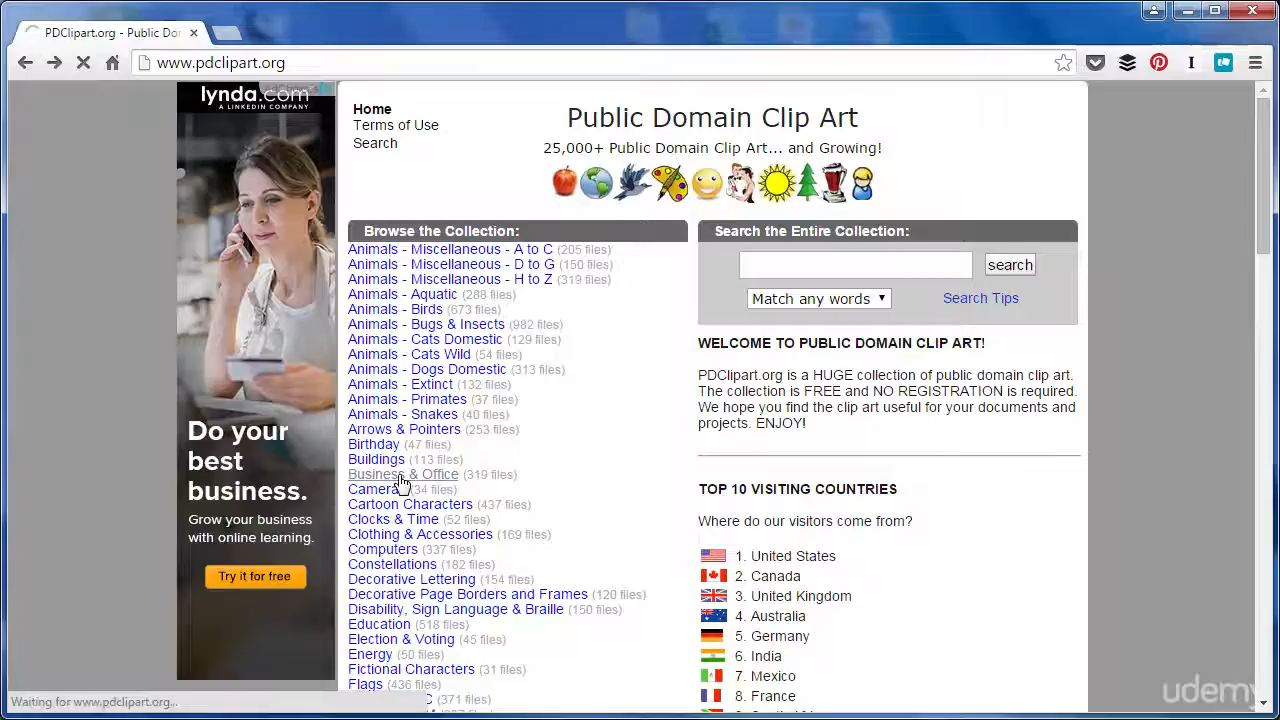 PDClipart.org - Public Do
www.pdclipart.org
lynda.com
A LINKEDIN COMPANY
Do your
best
business.
Grow your business
with online learning.
Try it for free
Home
Terms of Use
Search
Public Domain Clip Art
25,000+ Public Domain Clip Art... and Growing!
Browse the Collection:
Animals - Miscellaneous - A to C (205 files)
Animals - Miscellaneous - D to G (150 files)
Animals - Miscellaneous - H to Z (319 files)
Animals - Aquatic (288 files)
Animals - Birds (673 files)
Animals - Bugs & Insects (982 files)
Animals - Cats Domestic (129 files)
Animals - Cats Wild (54 files)
Animals - Dogs Domestic (313 files)
Animals - Extinct (132 files)
Animals - Primates (37 files)
Animals - Snakes (40 files)
Arrows & Pointers (253 files)
Birthday (47 files)
Buildings (113 files)
Business & Office (319 files)
Camera (34 files)
Cartoon Characters (437 files)
Clocks & Time (52 files)
Clothing & Accessories (169 files)
Computers (337 files)
Constellations (182 files)
Decorative Lettering (154 files)
Decorative Page Borders and Frames (120 files)
Disability, Sign Language & Braille (150 files)
Education (518 files)
Election & Voting (45 files)
Energy (50 files)
Fictional Characters (31 files)
Flags (436 files)
C (371 files)
Search the Entire Collection:
search
Match any words
Search Tips
WELCOME TO PUBLIC DOMAIN CLIP ART!
PDClipart.org is a HUGE collection of public domain clip art.
The collection is FREE and NO REGISTRATION is required.
We hope you find the clip art useful for your documents and
projects. ENJOY!
TOP 10 VISITING COUNTRIES
Where do our visitors come from?
1. United States
2. Canada
3. United Kingdom
4. Australia
5. Germany
6. India
7. Mexico
8. France
Waiting for www.pdclipart.org...
udemy